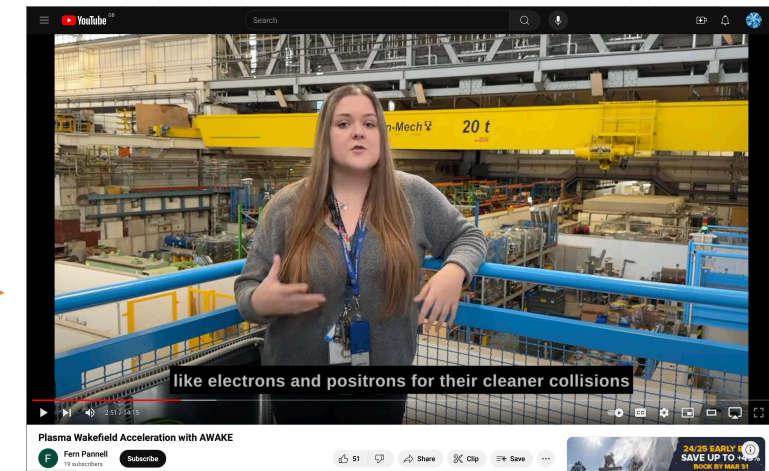 YouTube GB
Search
n-Mech 20 t
like electrons and positrons for their cleaner collisions
2:51 / 14:15
CC
Plasma Wakefield Acceleration with AWAKE
F
Fern Pannell
19 subscribers
Subscribe
51
Share
Clip
Save
24/25 EARLY
SAVE UP TO
BOOK BY MAR 31